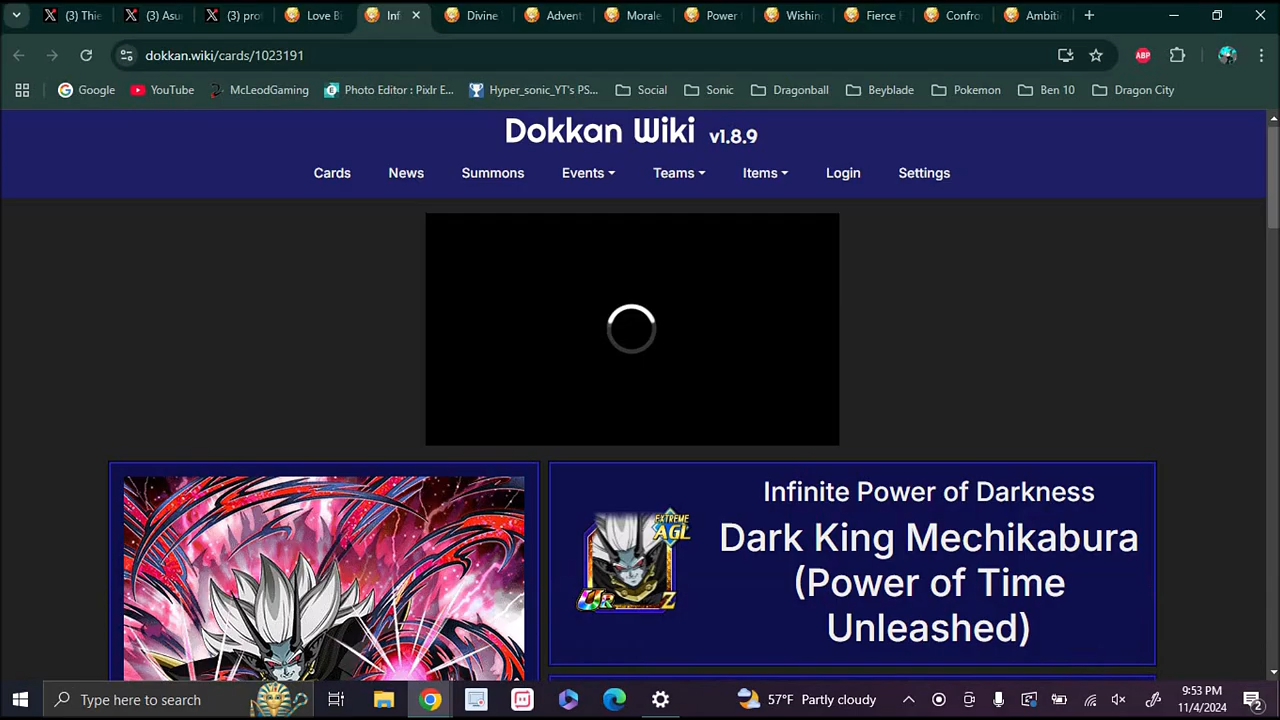 (3) Thie
(3) Asu
(3) prof
Love Bi
Inf
Divine
Advent
Morale
Power
Wishing
Fierce F
Confro
Ambiti
dokkan.wiki/cards/1023191
ABP
Google
YouTube
McLeodGaming
Photo Editor : Pixlr E...
Hyper_sonic_YT's PS...
Social
Sonic
Dragonball
Beyblade
Pokemon
Ben 10
Dragon City
Dokkan Wiki v1.8.9
Cards
News
Summons
Events
Teams
Items
Login
Settings
Infinite Power of Darkness
EXTREME
AGL
UR
Z
Dark King Mechikabura
(Power of Time
Unleashed)
Type here to search
57°F Partly cloudy
9:53 PM
11/4/2024
2